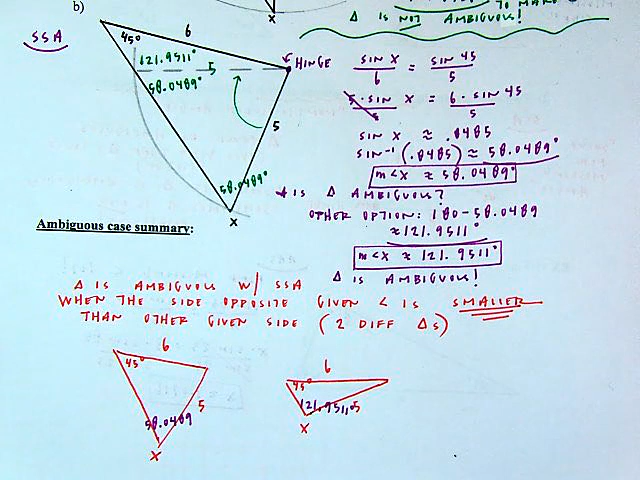 TO MAKE
X
Δ IS NOT AMBIGUOUS!
b)
SSA
6
45°
121.9511°
5
58.0489°
HINGE
5
58.0489°
X
sin X / 6 = sin 45 / 5
5·sin X / 5 = 6·sin 45 / 5
sin X ≈ .8485
sin⁻¹(.8485) ≈ 58.0489°
m<X ≈ 58.0489°
* IS Δ AMBIGUOUS?
OTHER OPTION: 180-58.0489
≈121.9511°
m<X ≈ 121.9511°
Δ IS AMBIGUOUS!
Ambiguous case summary:
Δ IS AMBIGUOUS W/ SSA
WHEN THE SIDE OPPOSITE GIVEN < IS SMALLER
THAN OTHER GIVEN SIDE (2 DIFF Δs)
6
45°
5
58.0489
X
6
45°
121.9511°
5
X